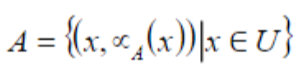 A = {(x, ∝_A(x))|x ∈ U}